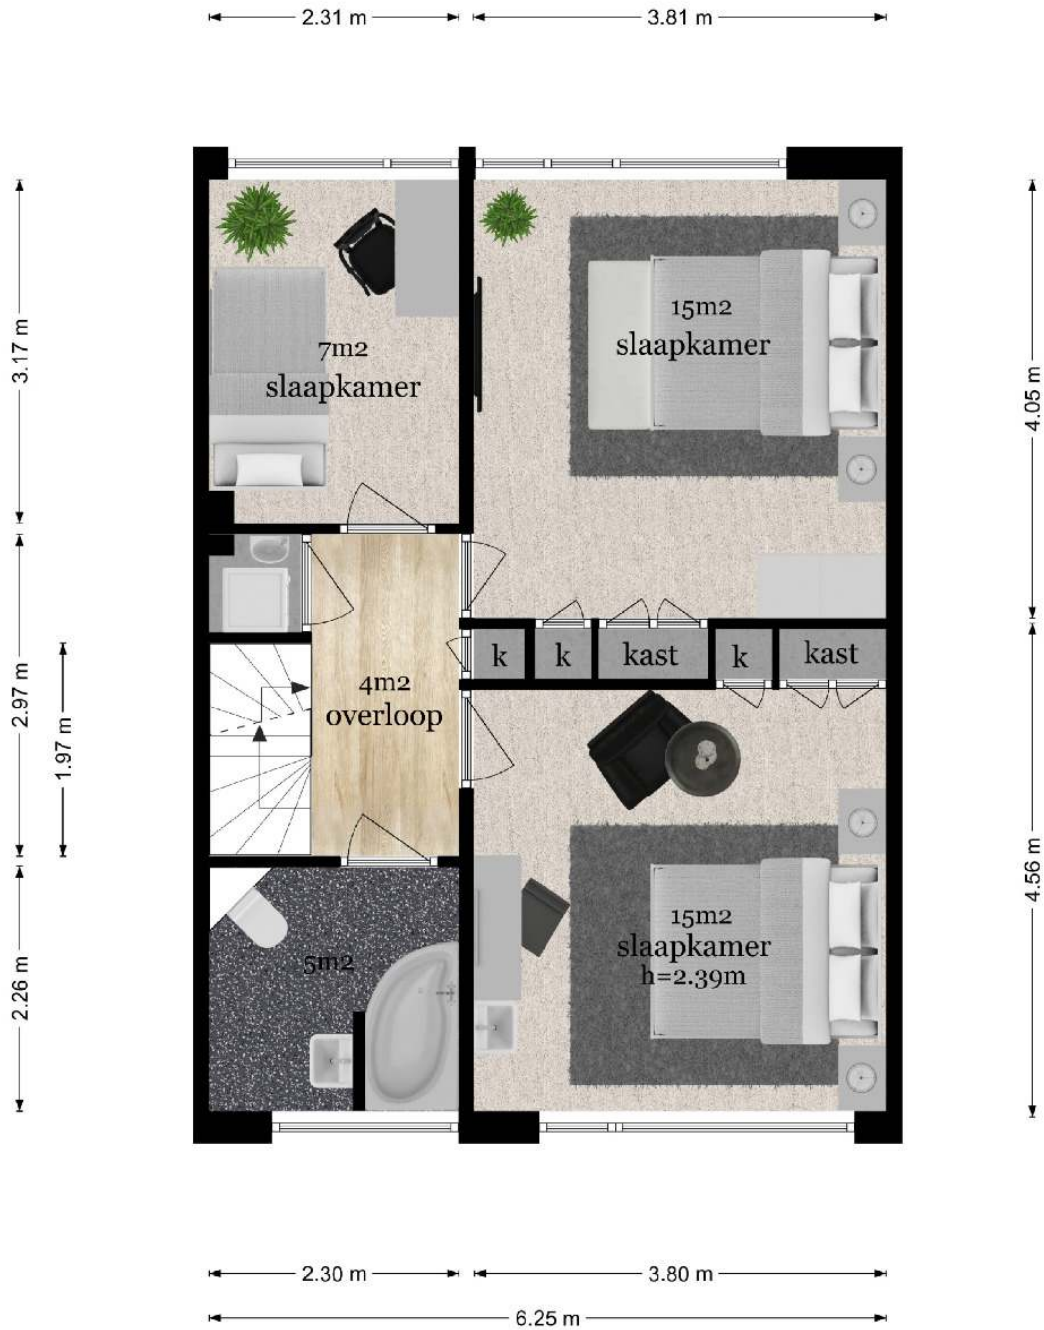 2.31 m
3.81 m
3.17 m
2.97 m
1.97 m
2.26 m
4.05 m
4.56 m
7m2
slaapkamer
15m2
slaapkamer
k
k
kast
k
kast
4m2
overloop
5m2
15m2
slaapkamer
h=2.39m
2.30 m
3.80 m
6.25 m